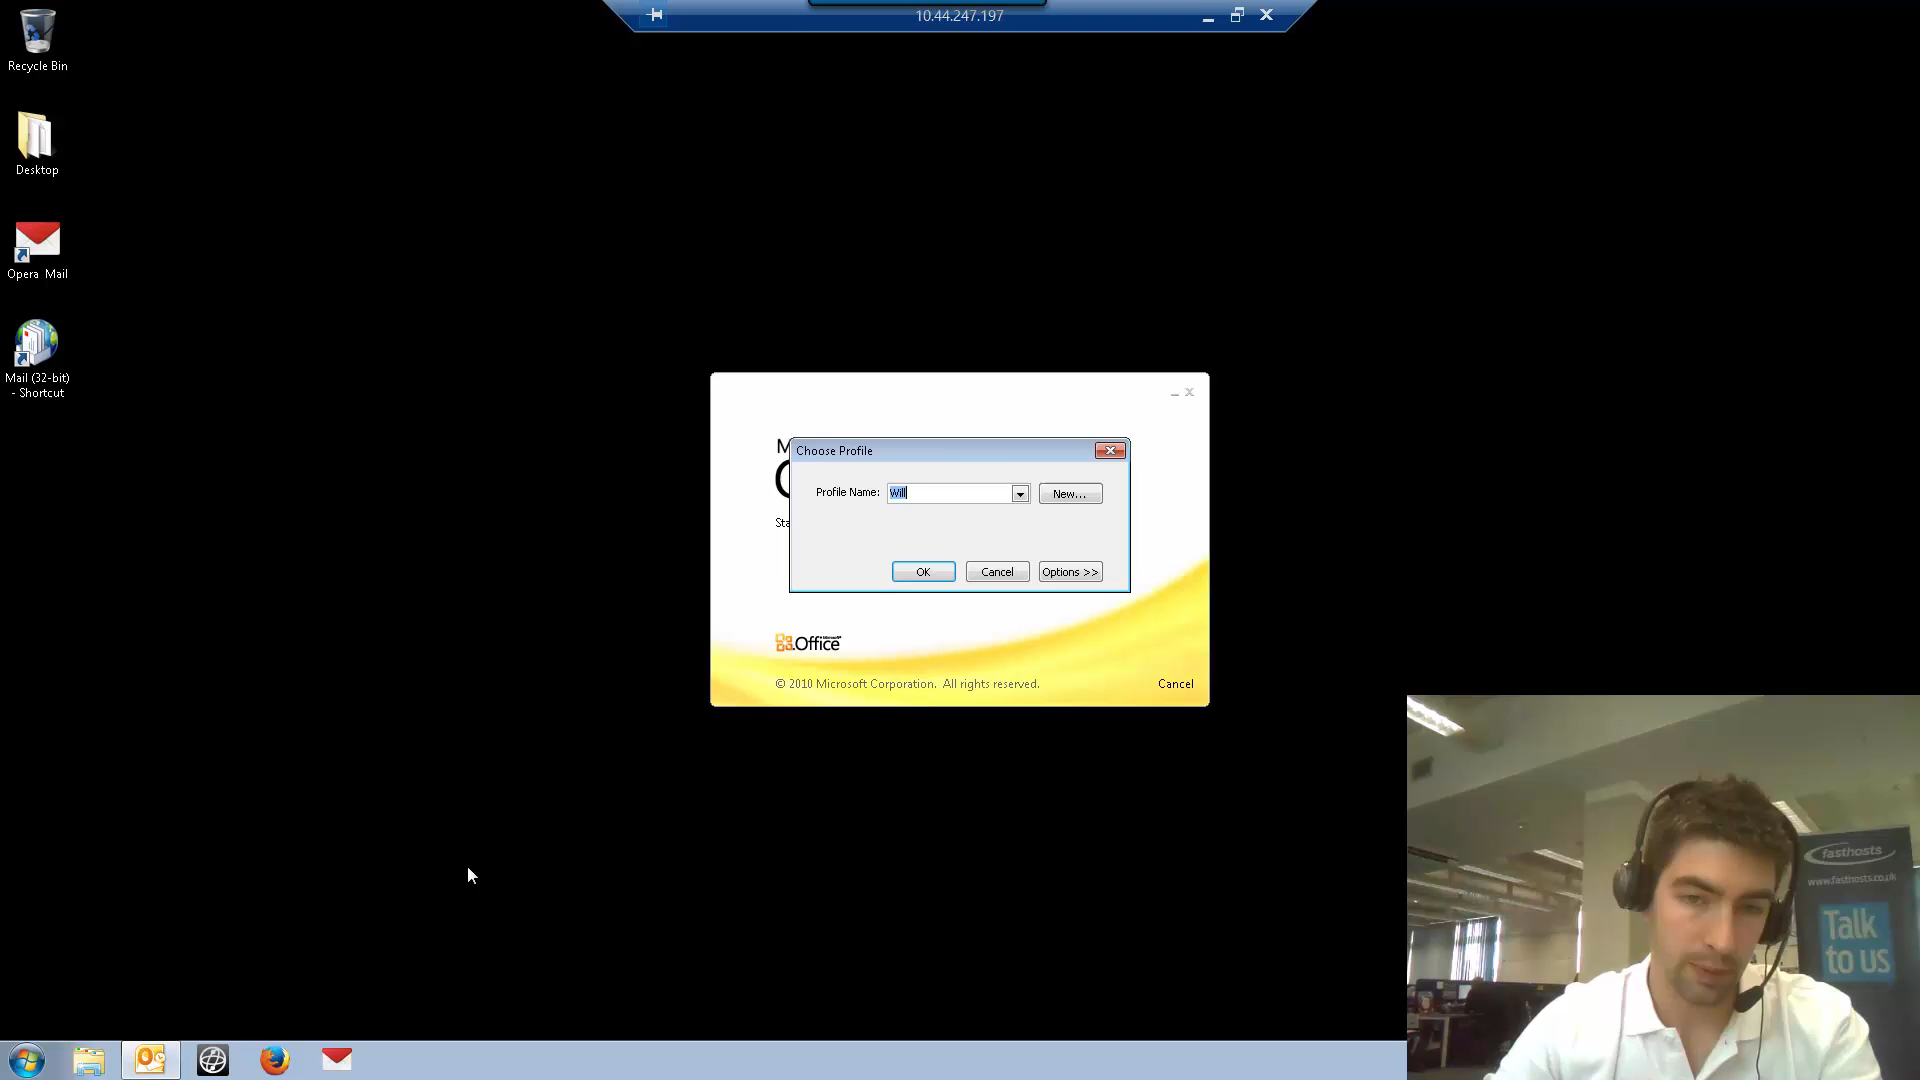 10.44.247.197
Recycle Bin
Desktop
Opera Mail
Mail (32-bit)
- Shortcut
Choose Profile
Profile Name:
Will
New...
Sta
OK
Cancel
Options >>
Office
© 2010 Microsoft Corporation. All rights reserved.
Cancel
fasthosts
www.fasthosts.co.uk
Talk
to us